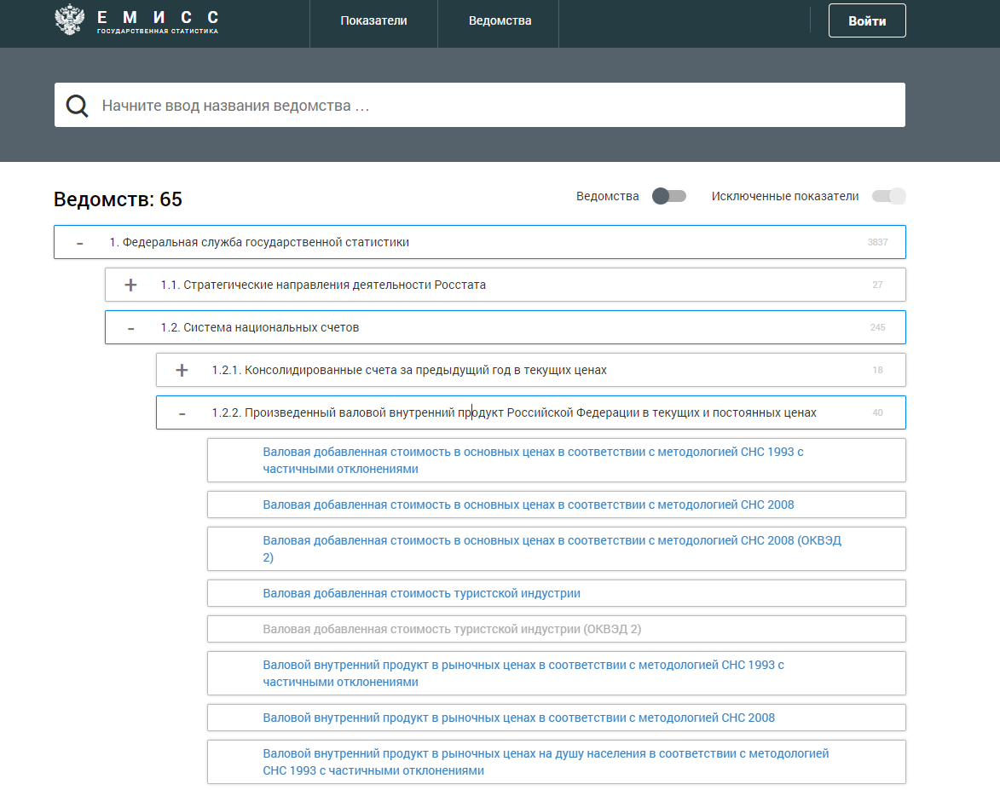 ЕМИСС
ГОСУДАРСТВЕННАЯ СТАТИСТИКА
Показатели
Ведомства
Войти
Начните ввод названия ведомства ...
Ведомств: 65
Ведомства
Исключенные показатели
- 1. Федеральная служба государственной статистики 3837
+ 1.1. Стратегические направления деятельности Росстата 27
- 1.2. Система национальных счетов 245
+ 1.2.1. Консолидированные счета за предыдущий год в текущих ценах 18
- 1.2.2. Произведенный валовой внутренний продукт Российской Федерации в текущих и постоянных ценах 40
Валовая добавленная стоимость в основных ценах в соответствии с методологией СНС 1993 с
частичными отклонениями
Валовая добавленная стоимость в основных ценах в соответствии с методологией СНС 2008
Валовая добавленная стоимость в основных ценах в соответствии с методологией СНС 2008 (ОКВЭД
2)
Валовая добавленная стоимость туристской индустрии
Валовая добавленная стоимость туристской индустрии (ОКВЭД 2)
Валовой внутренний продукт в рыночных ценах в соответствии с методологией СНС 1993 с
частичными отклонениями
Валовой внутренний продукт в рыночных ценах в соответствии с методологией СНС 2008
Валовой внутренний продукт в рыночных ценах на душу населения в соответствии с методологией
СНС 1993 с частичными отклонениями